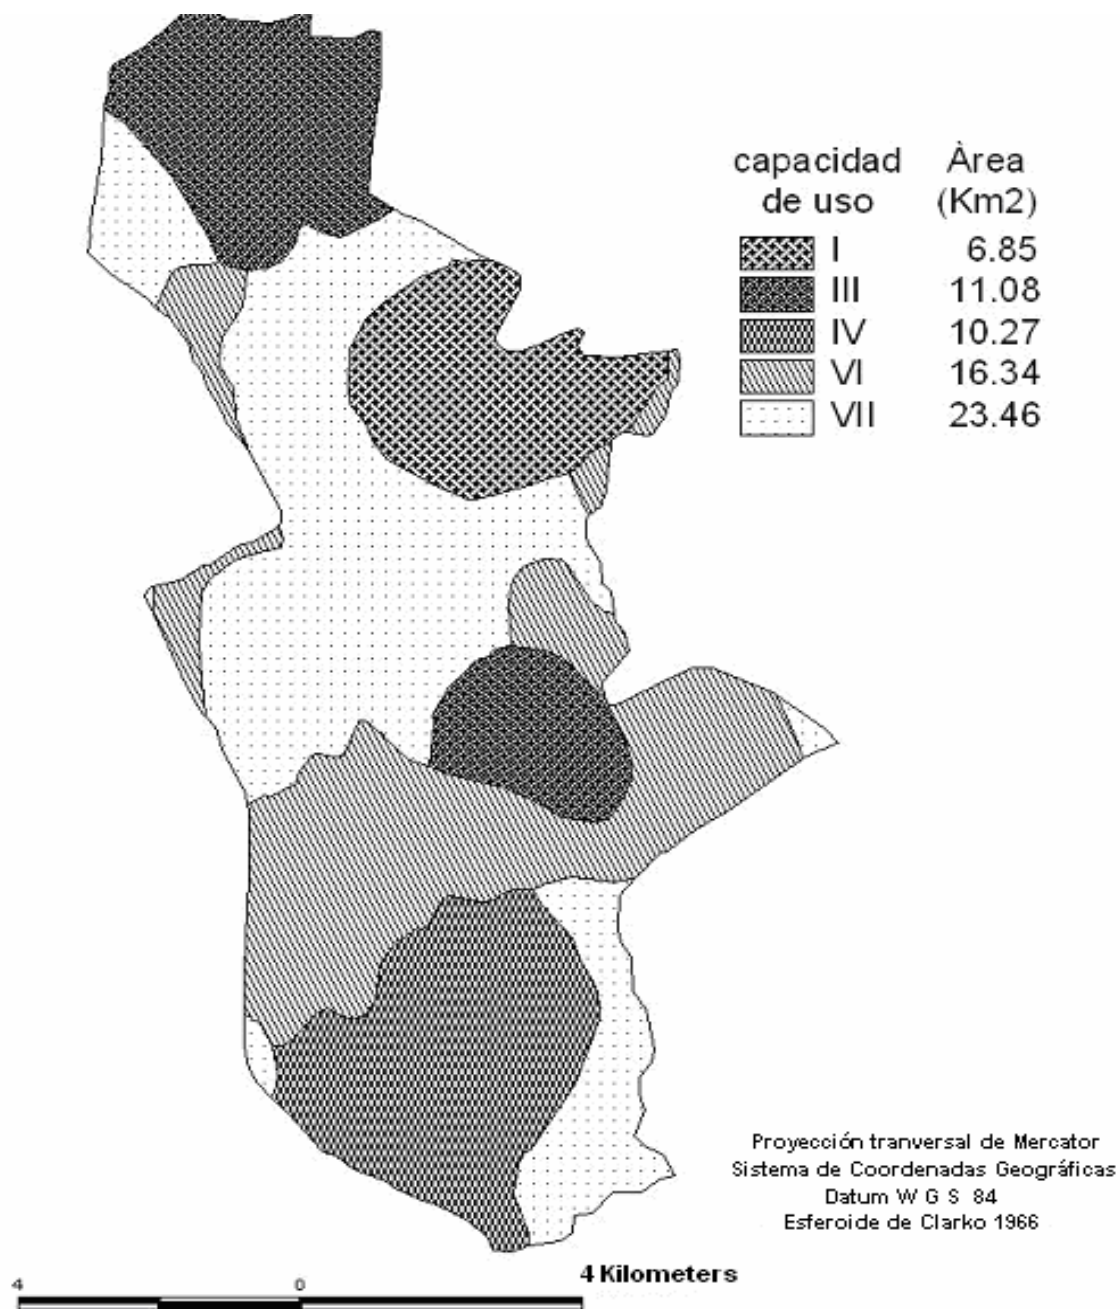 capacidad Àrea
de uso (Km2)
I 6.85
III 11.08
IV 10.27
VI 16.34
VII 23.46
Proyección tranversal de Mercator
Sistema de Coordenadas Geográficas
Datum W G S 84
Esferoide de Clarko 1966
4 0 4 Kilometers